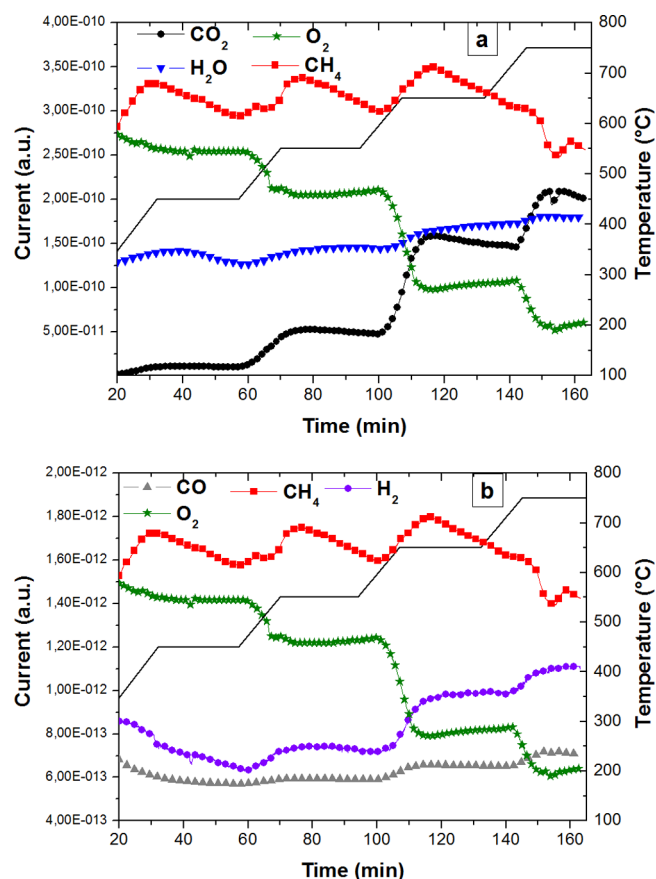 a
CO2 O2
H2O CH4
4,00E-010
3,50E-010
3,00E-010
2,50E-010
2,00E-010
1,50E-010
1,00E-010
5,00E-011
Current (a.u.)
800
700
600
500
400
300
200
100
Temperature (°C)
20 40 60 80 100 120 140 160
Time (min)
b
CO CH4 H2
O2
2,00E-012
1,80E-012
1,60E-012
1,40E-012
1,20E-012
1,00E-012
8,00E-013
6,00E-013
4,00E-013
Current (a.u.)
800
700
600
500
400
300
200
100
Temperature (°C)
20 40 60 80 100 120 140 160
Time (min)